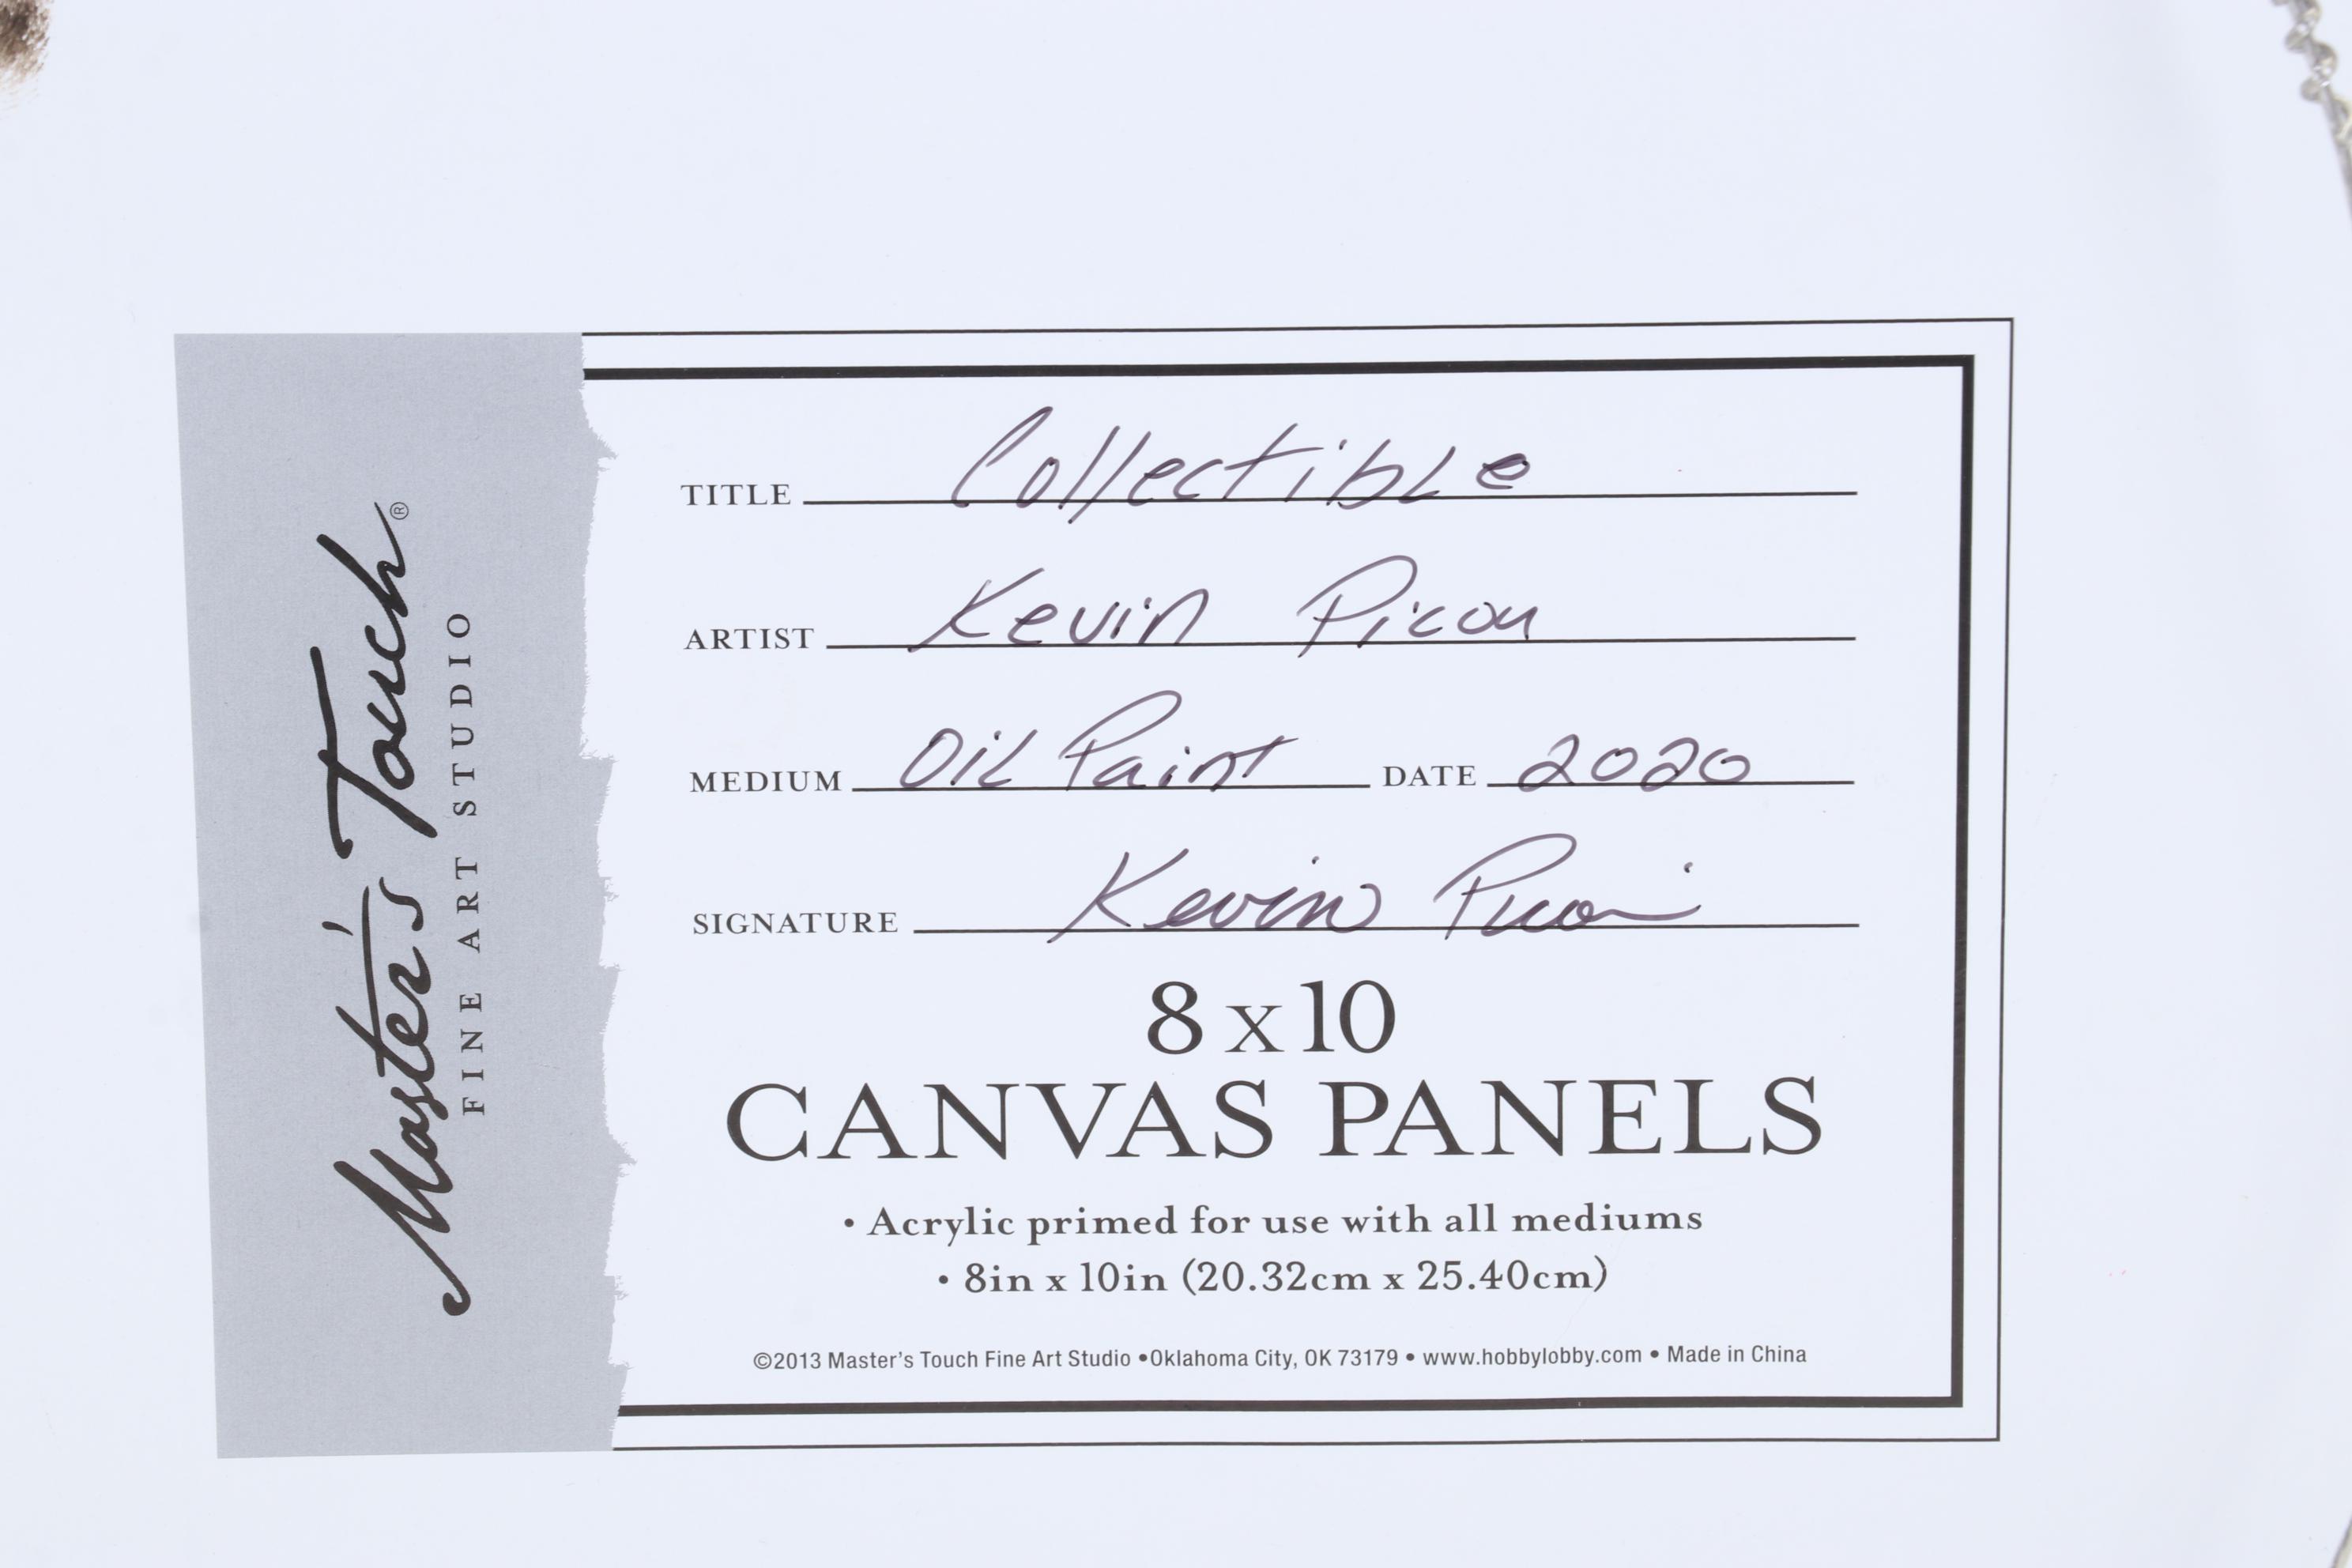 Master's Touch®
FINE ART STUDIO
TITLE Collectible
ARTIST Kevin Picou
MEDIUM Oil Paint DATE 2020
SIGNATURE Kevin Picou
8 x 10
CANVAS PANELS
• Acrylic primed for use with all mediums
• 8in x 10in (20.32cm x 25.40cm)
©2013 Master's Touch Fine Art Studio •Oklahoma City, OK 73179 • www.hobbylobby.com • Made in China